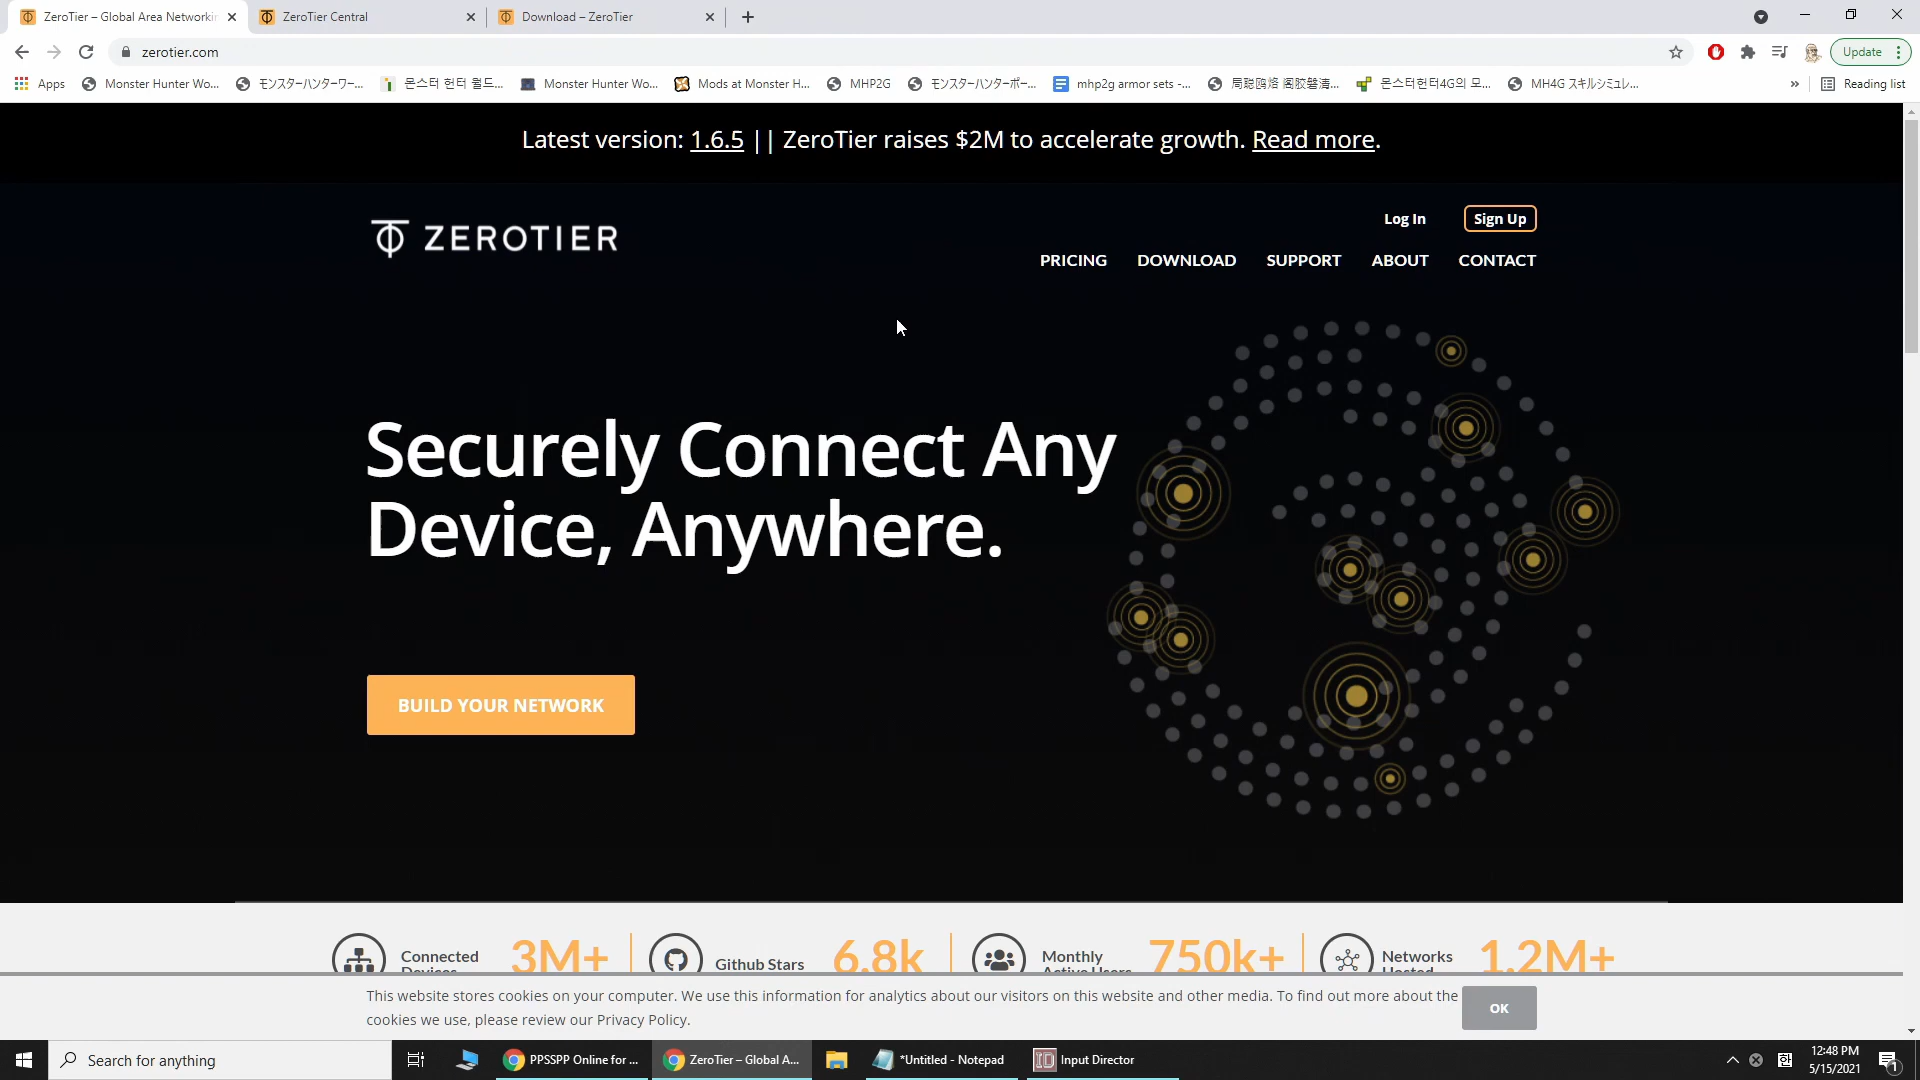 ZeroTier – Global Area Networkin
ZeroTier Central
Download – ZeroTier
zerotier.com
Update
Apps
Monster Hunter Wo...
モンスターハンターワー...
몬스터 헌터 월드...
Monster Hunter Wo...
Mods at Monster H...
MHP2G
モンスターハンターポー...
mhp2g armor sets -...
몬스터헌터4G의 모...
MH4G スキルシミュレ...
»
Reading list
Latest version: 1.6.5 || ZeroTier raises $2M to accelerate growth. Read more.
ZEROTIER
Log In
Sign Up
PRICING
DOWNLOAD
SUPPORT
ABOUT
CONTACT
Securely Connect Any
Device, Anywhere.
BUILD YOUR NETWORK
Connected
Devices
3M+
Github Stars
6.8k
Monthly
Active Users
750k+
Networks
Hosted
1.2M+
This website stores cookies on your computer. We use this information for analytics about our visitors on this website and other media. To find out more about the
cookies we use, please review our Privacy Policy.
OK
Search for anything
PPSSPP Online for ...
ZeroTier – Global A...
*Untitled - Notepad
ID
Input Director
한
12:48 PM
5/15/2021
1